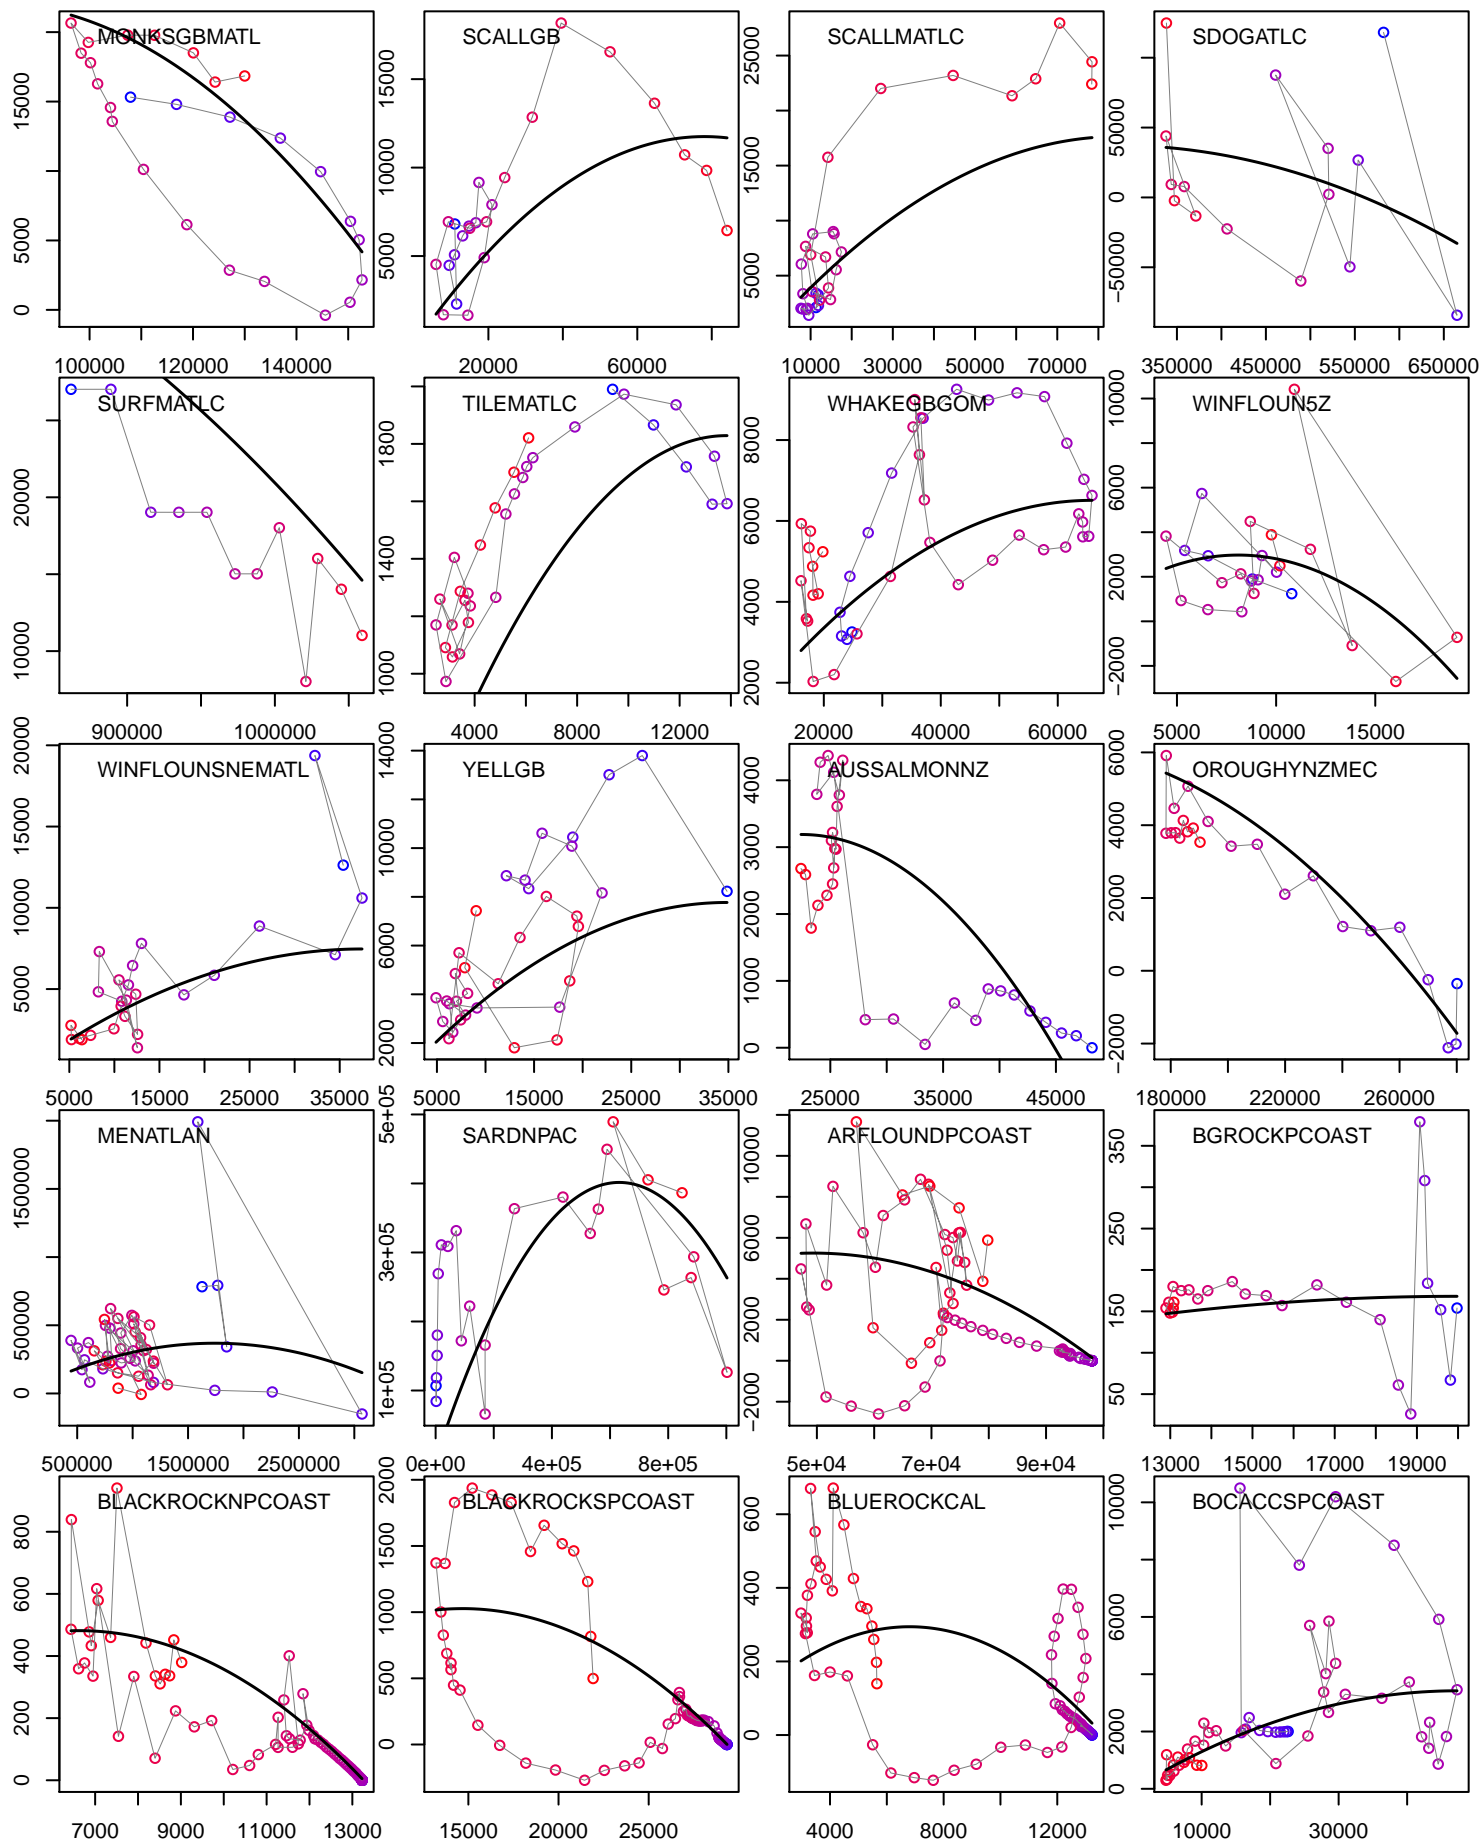 MONKSGBMATL
0 5000 15000
100000 120000 140000
SCALLGB
5000 10000 15000
20000 60000
SCALLMATLC
5000 15000 25000
10000 30000 50000 70000
SDOGATLC
−50000 0 50000
350000 450000 550000 650000
SURFMATLC
10000 20000
900000 1000000
TILEMATLC
1000 1400 1800
4000 8000 12000
WHAKEGBGOM
2000 4000 6000 8000
20000 40000 60000
WINFLOUN5Z
−2000 2000 6000 10000
5000 10000 15000
WINFLOUNSNEMATL
5000 10000 15000 20000
5000 15000 25000 35000
YELLGB
2000 6000 10000 14000
5000 15000 25000 35000
AUSSALMONNZ
0 1000 2000 3000 4000
25000 35000 45000
OROUGHYNZMEC
−2000 0 2000 4000 6000
180000 220000 260000
MENATLAN
0 500000 1500000
500000 1500000 2500000
SARDNPAC
1e+05 3e+05 5e+05
0e+00 4e+05 8e+05
ARFLOUNDPCOAST
−2000 2000 6000 10000
5e+04 7e+04 9e+04
BGROCKPCOAST
50 150 250 350
13000 15000 17000 19000
BLACKROCKNPCOAST
0 200 400 600 800
7000 9000 11000 13000
BLACKROCKSPCOAST
0 500 1000 1500 2000
15000 20000 25000
BLUEROCKCAL
0 200 400 600
4000 8000 12000
BOCACCSPCOAST
0 2000 6000 10000
10000 30000